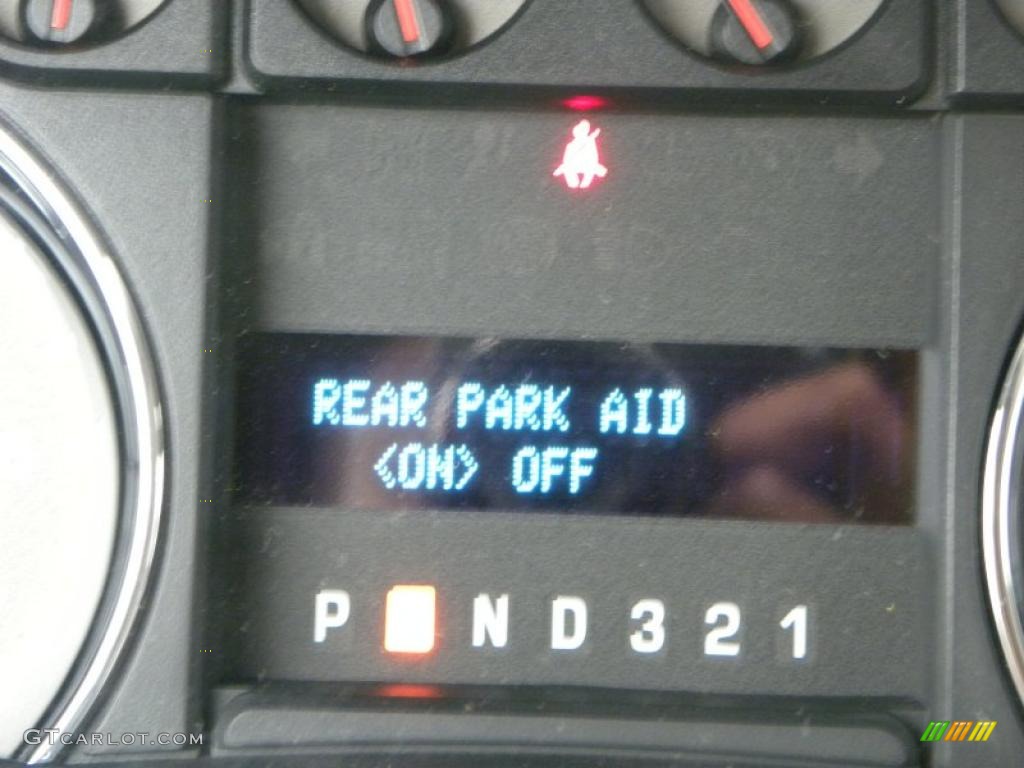 REAR PARK AID
<ON> OFF
P N D 3 2 1
GTCARLOT.COM